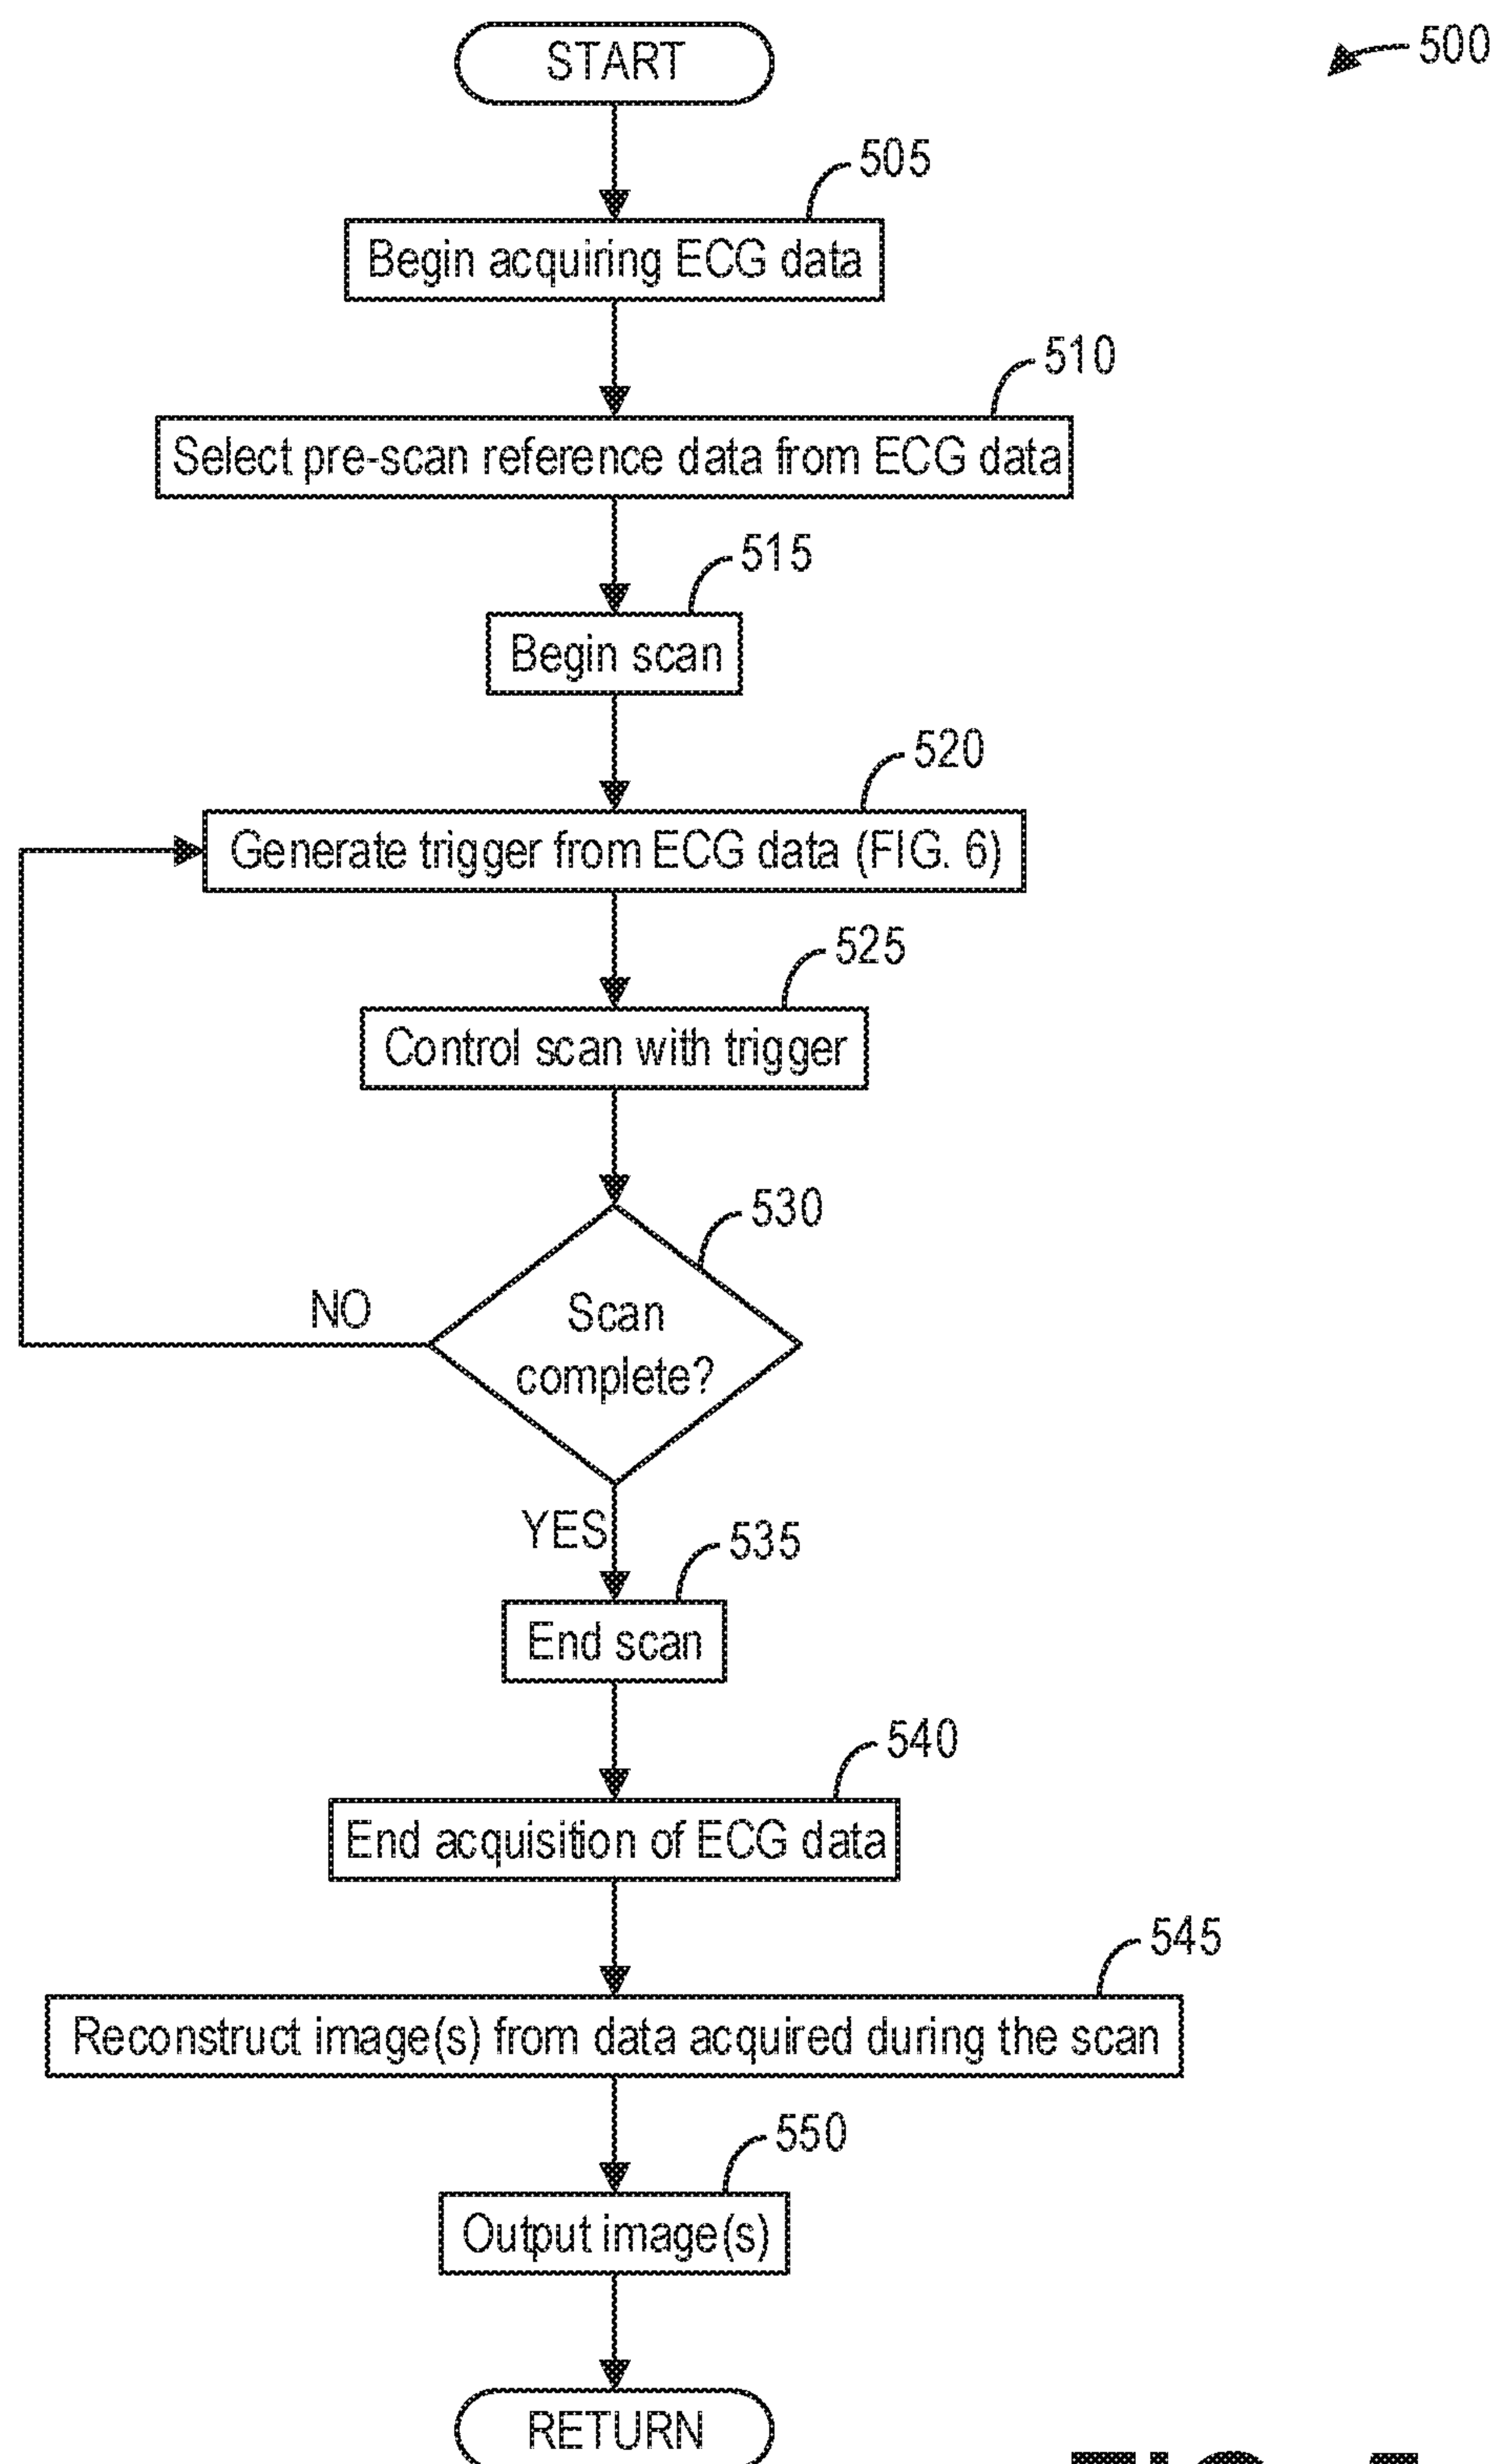 START
500
505
Begin acquiring ECG data
510
Select pre-scan reference data from ECG data
515
Begin scan
520
Generate trigger from ECG data (FIG. 6)
525
Control scan with trigger
530
NO
Scan
complete?
YES
535
End scan
540
End acquisition of ECG data
545
Reconstruct image(s) from data acquired during the scan
550
Output image(s)
RETURN